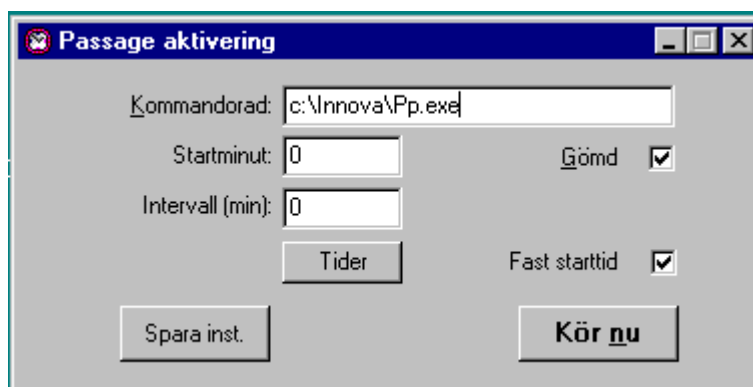 Passage aktivering
Kommandorad: c:\Innova\Pp.exe
Startminut: 0 Gömd
Intervall (min): 0
Tider Fast starttid
Spara inst. Kör nu